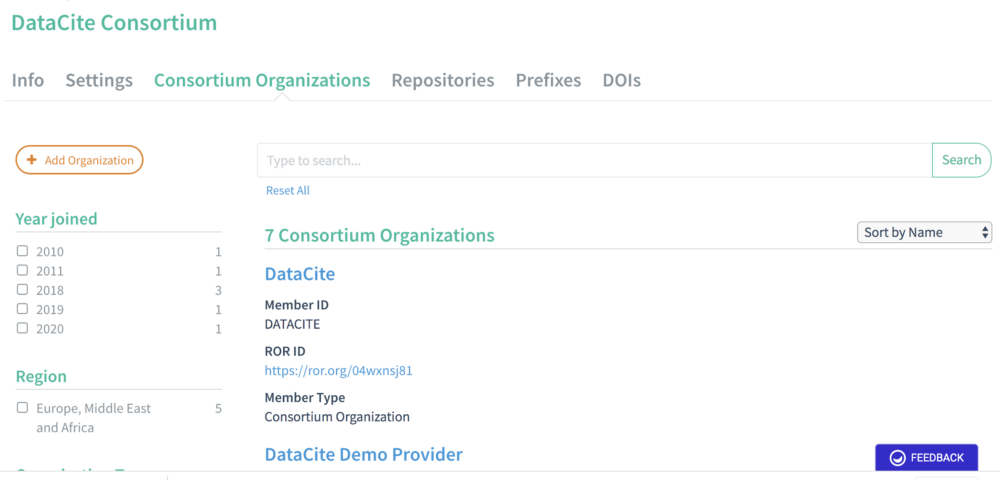 DataCite Consortium
Info Settings Consortium Organizations Repositories Prefixes DOIs
Add Organization
Type to search...
Search
Reset All
Year joined
2010 1
2011 1
2018 3
2019 1
2020 1
Region
Europe, Middle East 5
and Africa
7 Consortium Organizations
Sort by Name
DataCite
Member ID
DATACITE
ROR ID
https://ror.org/04wxnsj81
Member Type
Consortium Organization
DataCite Demo Provider
FEEDBACK